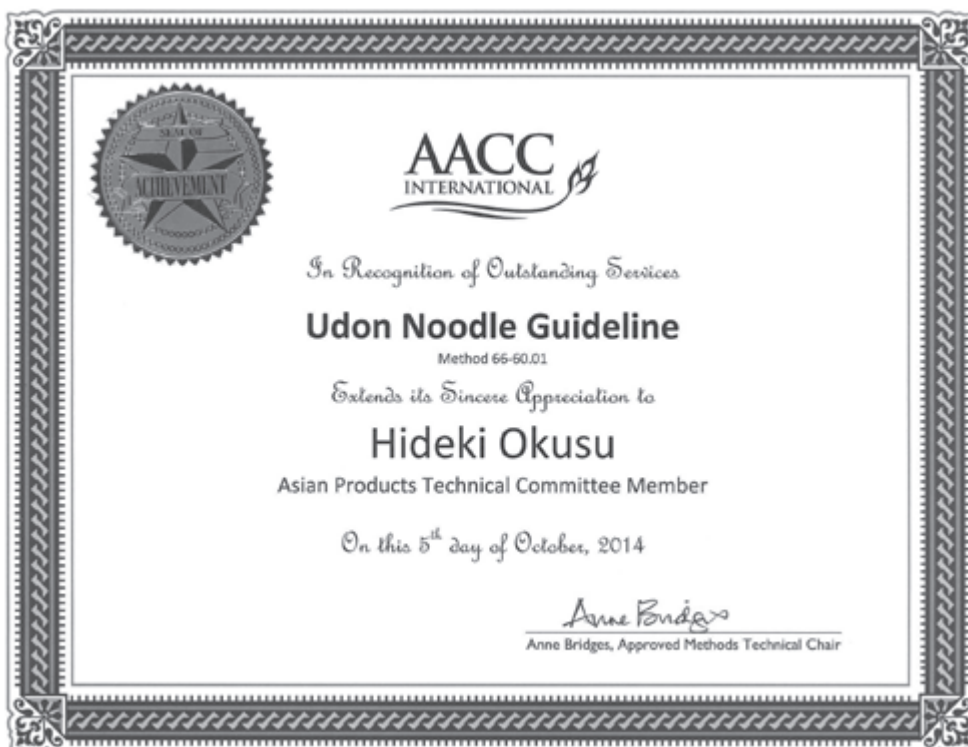 SEAL OF
ACHIEVEMENT
AACC
INTERNATIONAL
In Recognition of Outstanding Services
Udon Noodle Guideline
Method 66-60.01
Extends its Sincere Appreciation to
Hideki Okusu
Asian Products Technical Committee Member
On this 5th day of October, 2014
Anne Bridges
Anne Bridges, Approved Methods Technical Chair